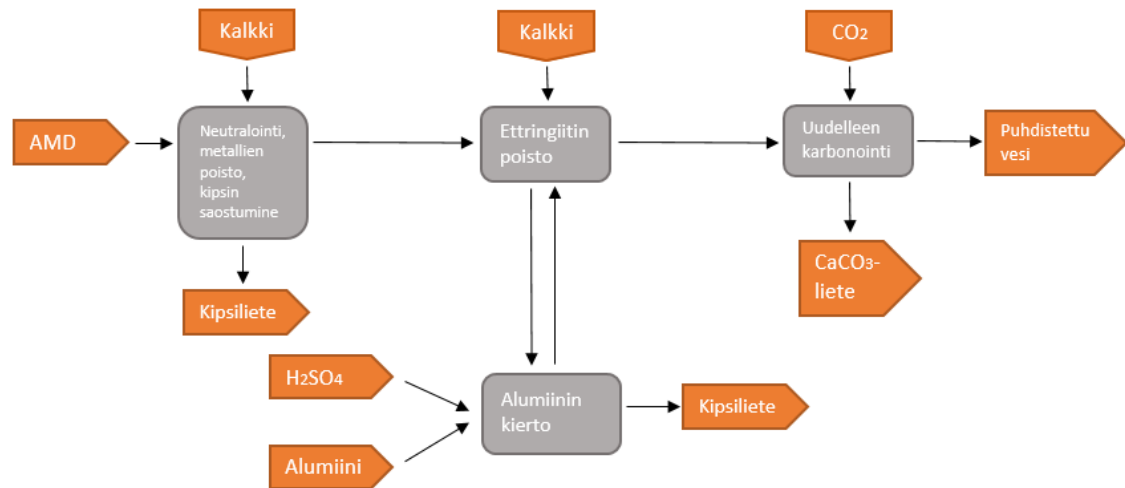 Kalkki
Kalkki
CO₂
AMD
Neutralointi,
metallien
poisto,
kipsin
saostumine
Ettringiitin
poisto
Uudelleen
karbonointi
Puhdistettu
vesi
Kipsiliete
CaCO₃-
liete
H₂SO₄
Alumiini
Alumiinin
kierto
Kipsiliete